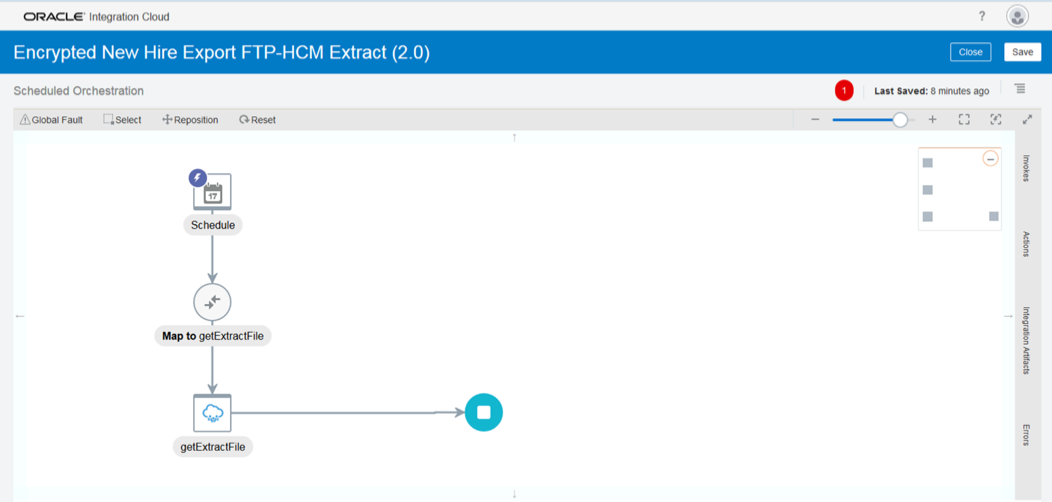 ORACLE Integration Cloud
?
Encrypted New Hire Export FTP-HCM Extract (2.0)
Close
Save
Scheduled Orchestration
1
Last Saved: 8 minutes ago
Global Fault
Select
Reposition
Reset
17
Schedule
Map to getExtractFile
getExtractFile
Invokes
Actions
Integration Artifacts
Errors